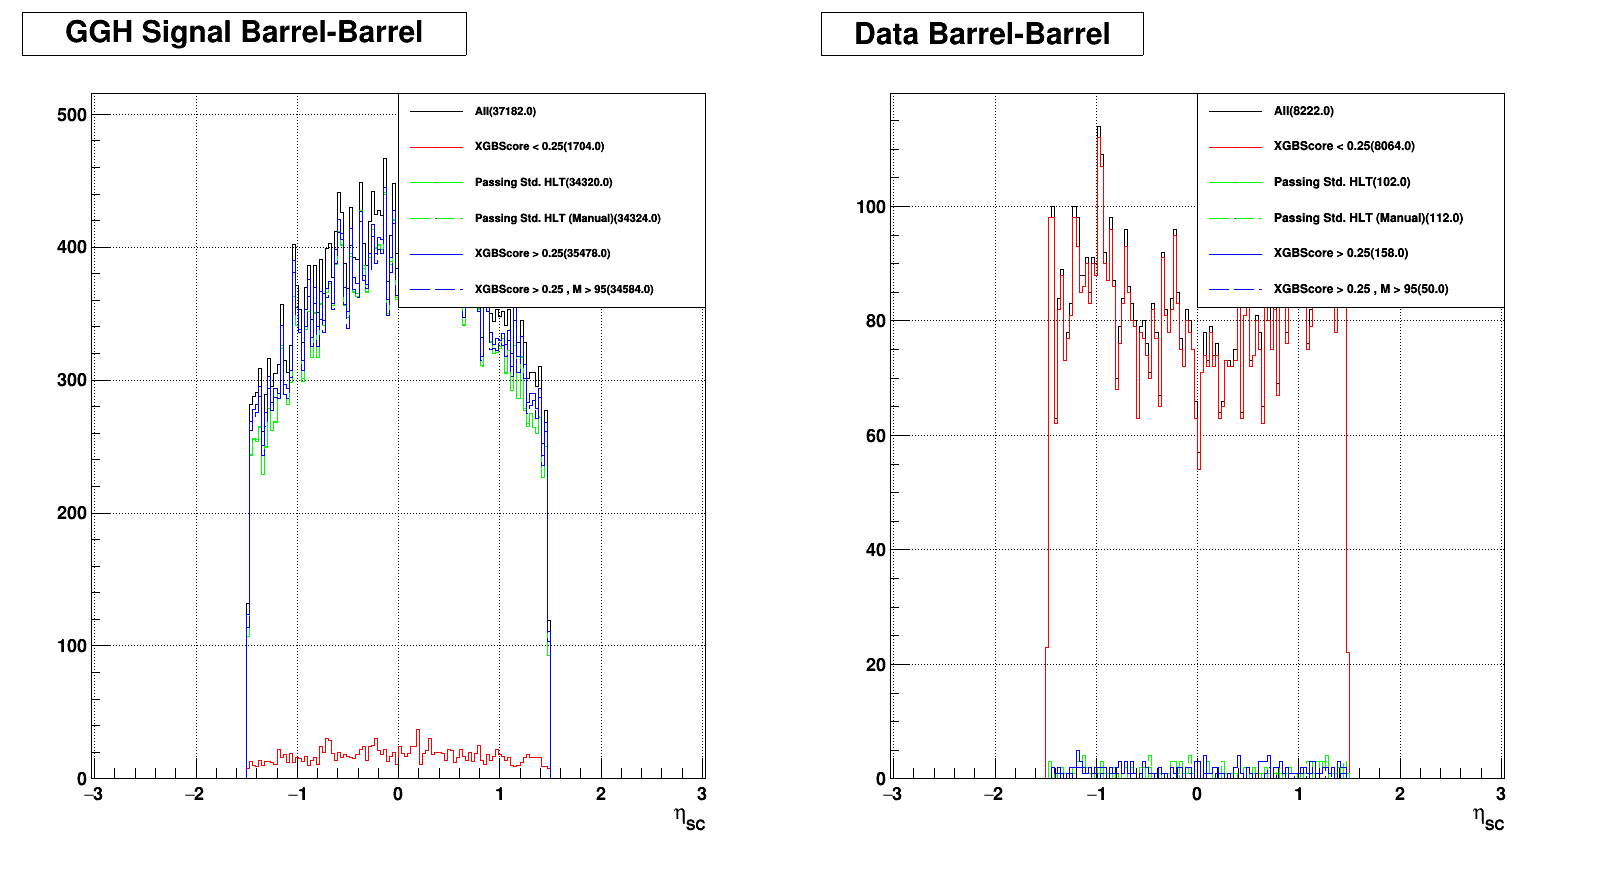 GGH Signal Barrel-Barrel
500
400
300
200
100
0
−3
−2
−1
0
1
2
3
ηSC
All(37182.0)
XGBScore < 0.25(1704.0)
Passing Std. HLT(34320.0)
Passing Std. HLT (Manual)(34324.0)
XGBScore > 0.25(35478.0)
XGBScore > 0.25 , M > 95(34584.0)
Data Barrel-Barrel
100
80
60
40
20
0
−3
−2
−1
0
1
2
3
ηSC
All(8222.0)
XGBScore < 0.25(8064.0)
Passing Std. HLT(102.0)
Passing Std. HLT (Manual)(112.0)
XGBScore > 0.25(158.0)
XGBScore > 0.25 , M > 95(50.0)